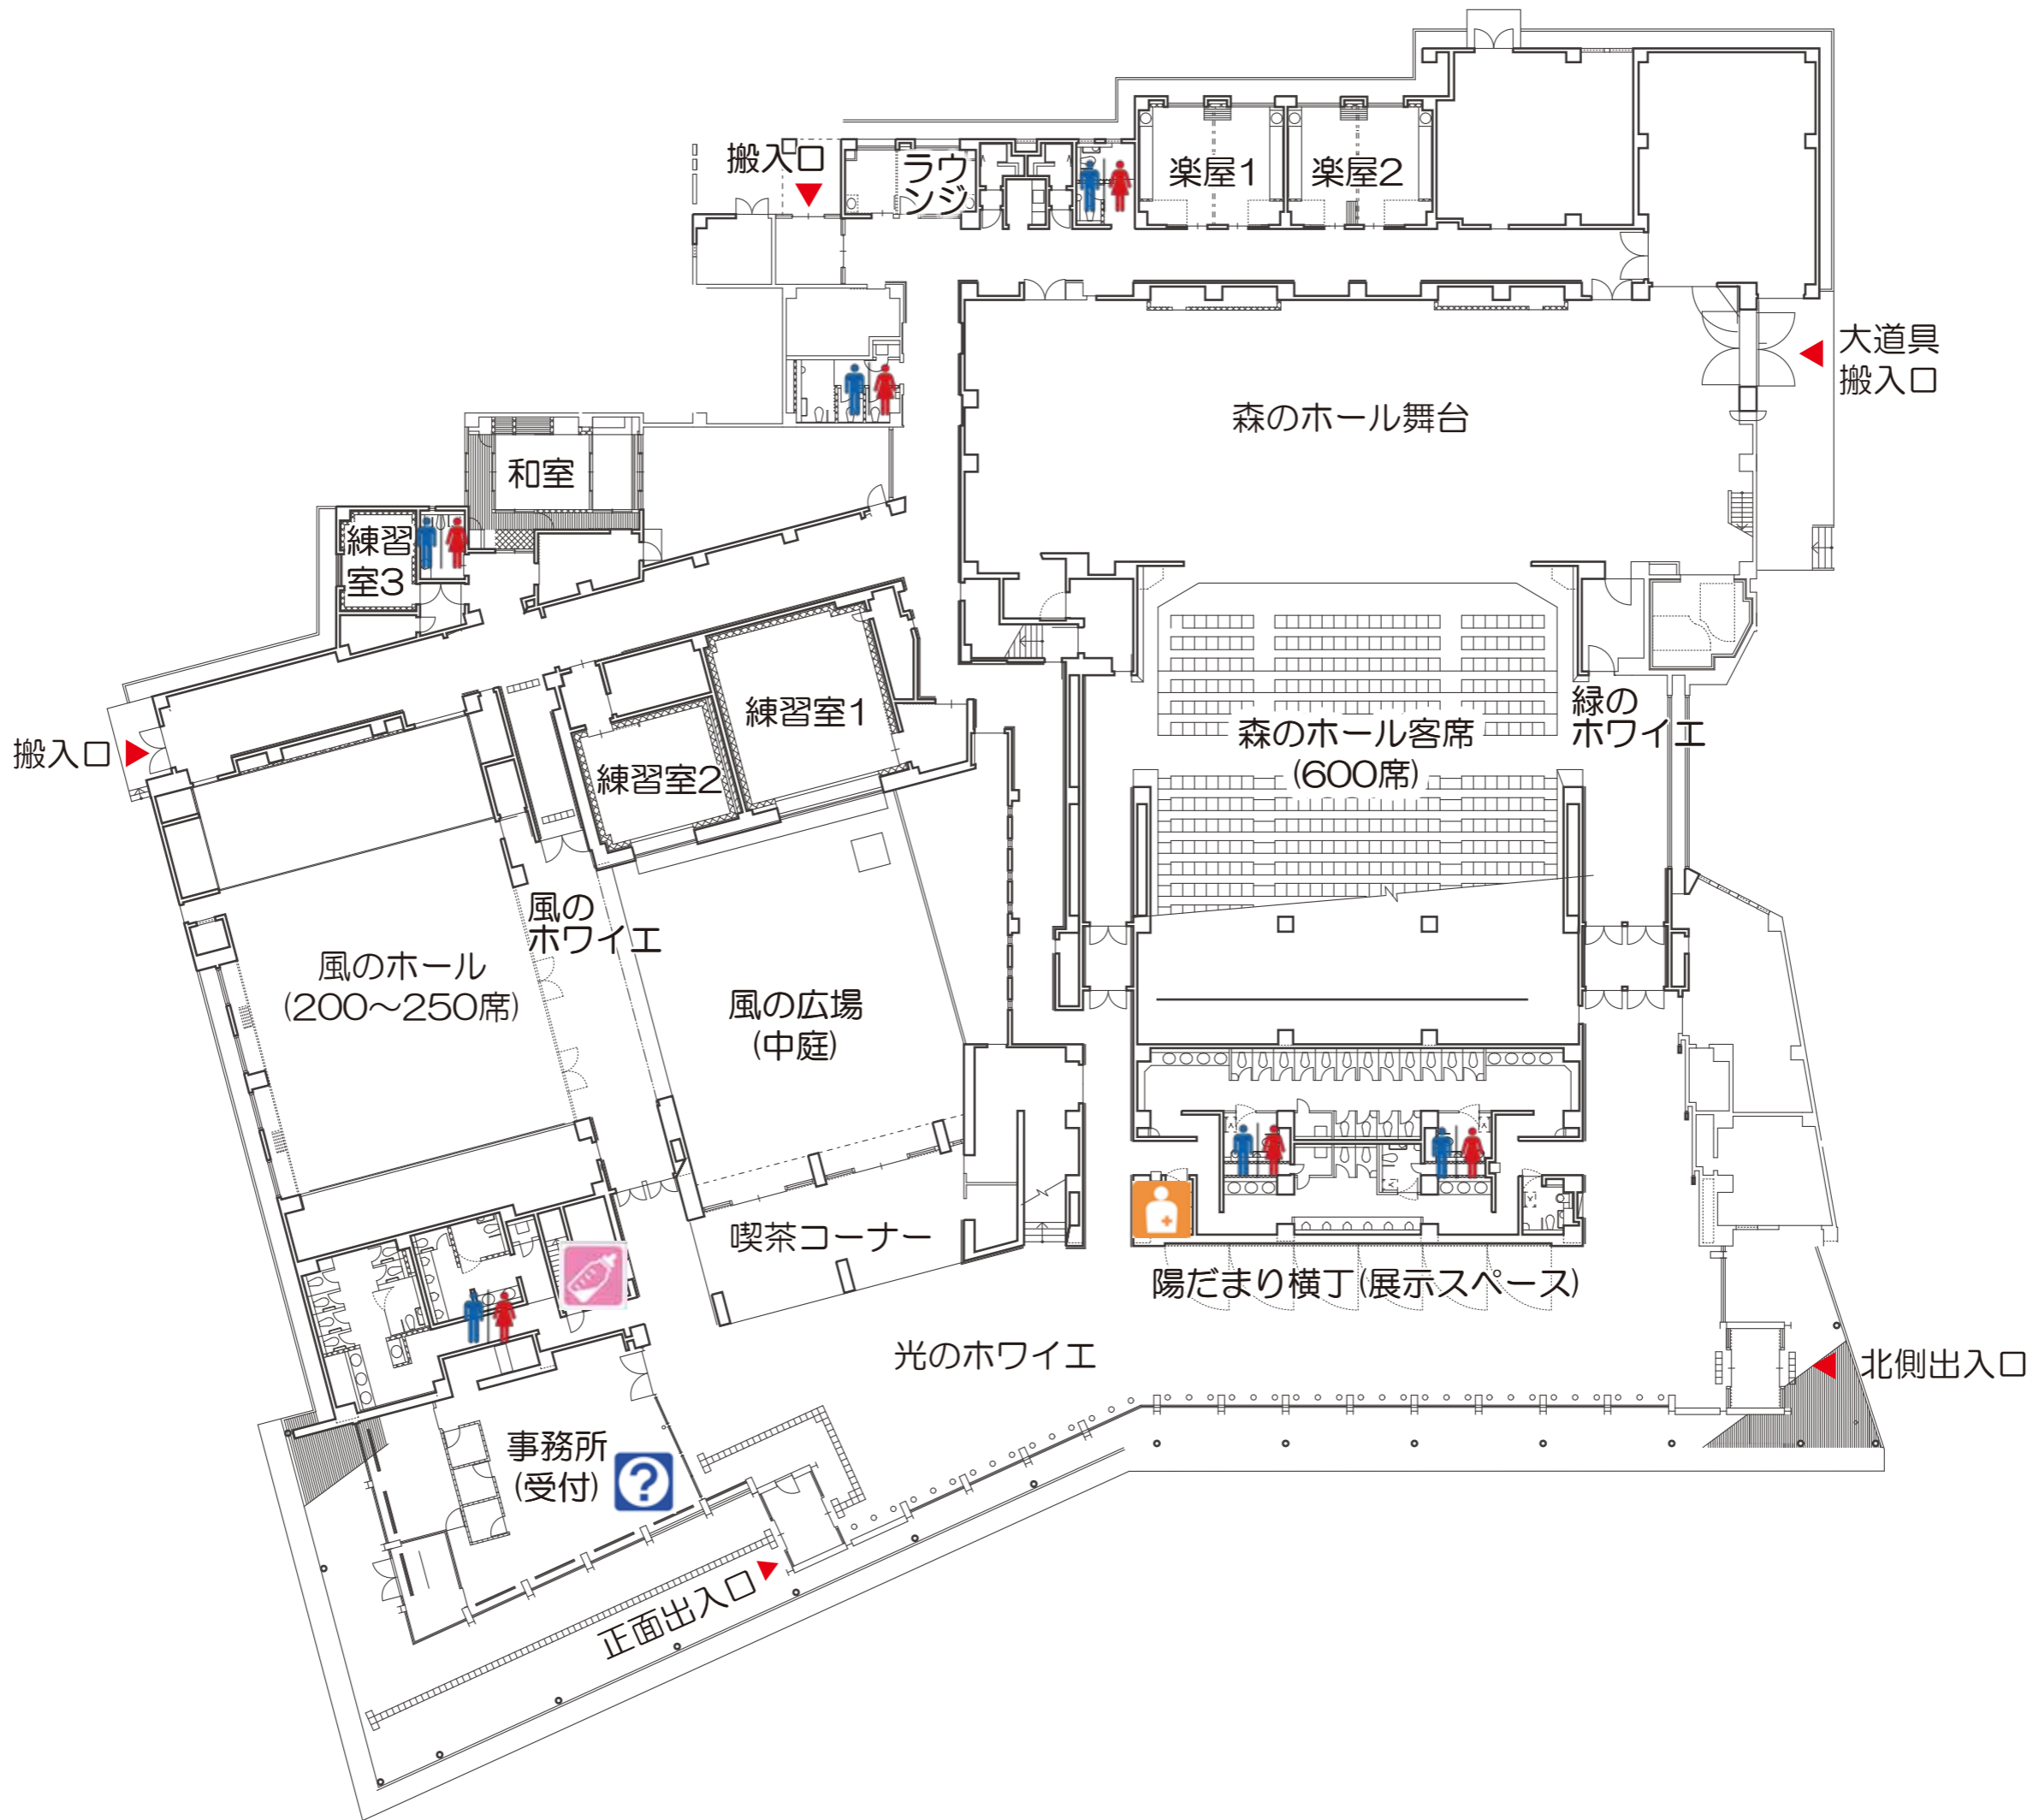 搬入口
ラウ
ンジ
楽屋1
楽屋2
大道具
搬入口
森のホール舞台
和室
練習
室3
練習室1
練習室2
搬入口
緑の
ホワイエ
森のホール客席
(600席)
風の
ホワイエ
風のホール
(200～250席)
風の広場
(中庭)
喫茶コーナー
陽だまり横丁(展示スペース)
光のホワイエ
北側出入口
事務所
(受付)
?
正面出入口